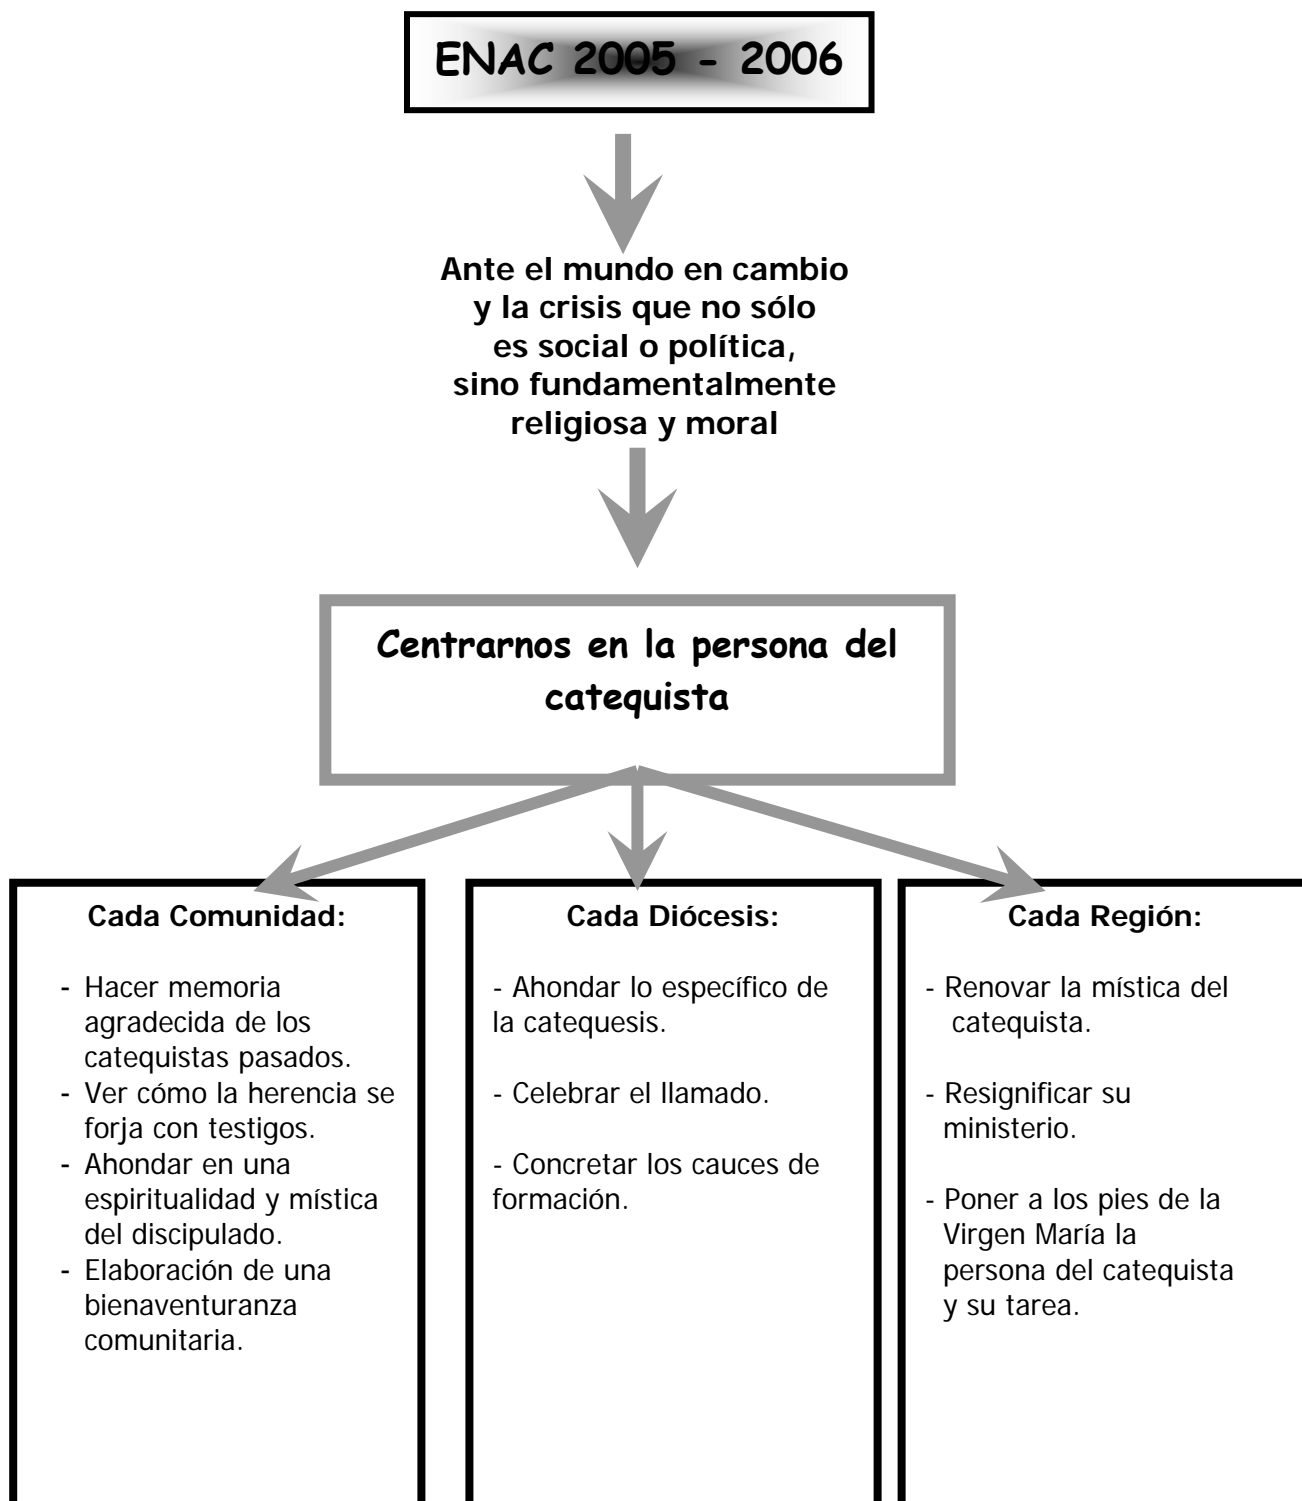 ENAC 2005 - 2006
Ante el mundo en cambio
y la crisis que no sólo
es social o política,
sino fundamentalmente
religiosa y moral
Centrarnos en la persona del
catequista
Cada Comunidad:
- Hacer memoria
agradecida de los
catequistas pasados.
- Ver cómo la herencia se
forja con testigos.
- Ahondar en una
espiritualidad y mística
del discipulado.
- Elaboración de una
bienaventuranza
comunitaria.
Cada Diócesis:
- Ahondar lo específico de
la catequesis.
- Celebrar el llamado.
- Concretar los cauces de
formación.
Cada Región:
- Renovar la mística del
catequista.
- Resignificar su
ministerio.
- Poner a los pies de la
Virgen María la
persona del catequista
y su tarea.